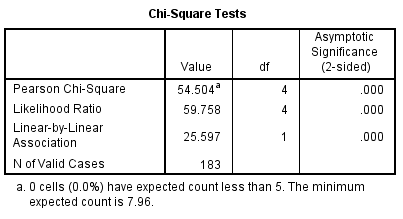 Chi-Square Tests
Asymptotic
Significance
Value df (2-sided)
Pearson Chi-Square 54.504a 4 .000
Likelihood Ratio 59.758 4 .000
Linear-by-Linear
Association 25.597 1 .000
N of Valid Cases 183
a. 0 cells (0.0%) have expected count less than 5. The minimum
expected count is 7.96.